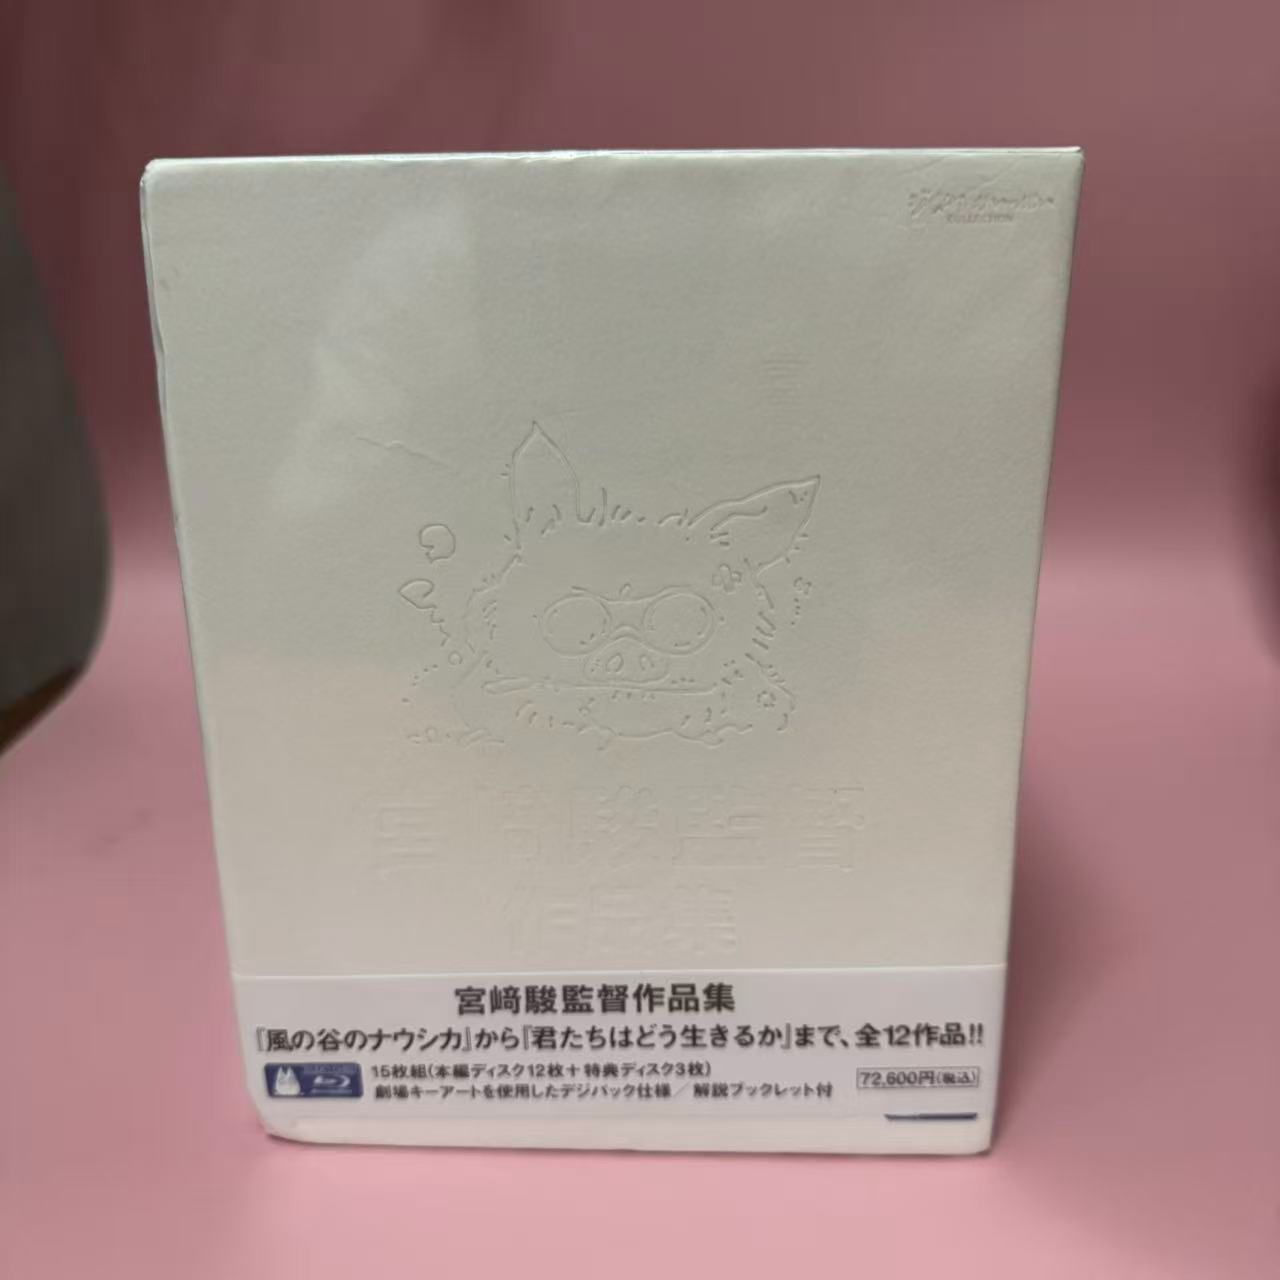 COLLECTION
宮﨑駿監督
作品集
宮﨑駿監督作品集
『風の谷のナウシカ』から『君たちはどう生きるか』まで、全12作品!!
15枚組(本編ディスク12枚＋特典ディスク3枚)
劇場キーアートを使用したデジパック仕様／解説ブックレット付
72,600円(税込)